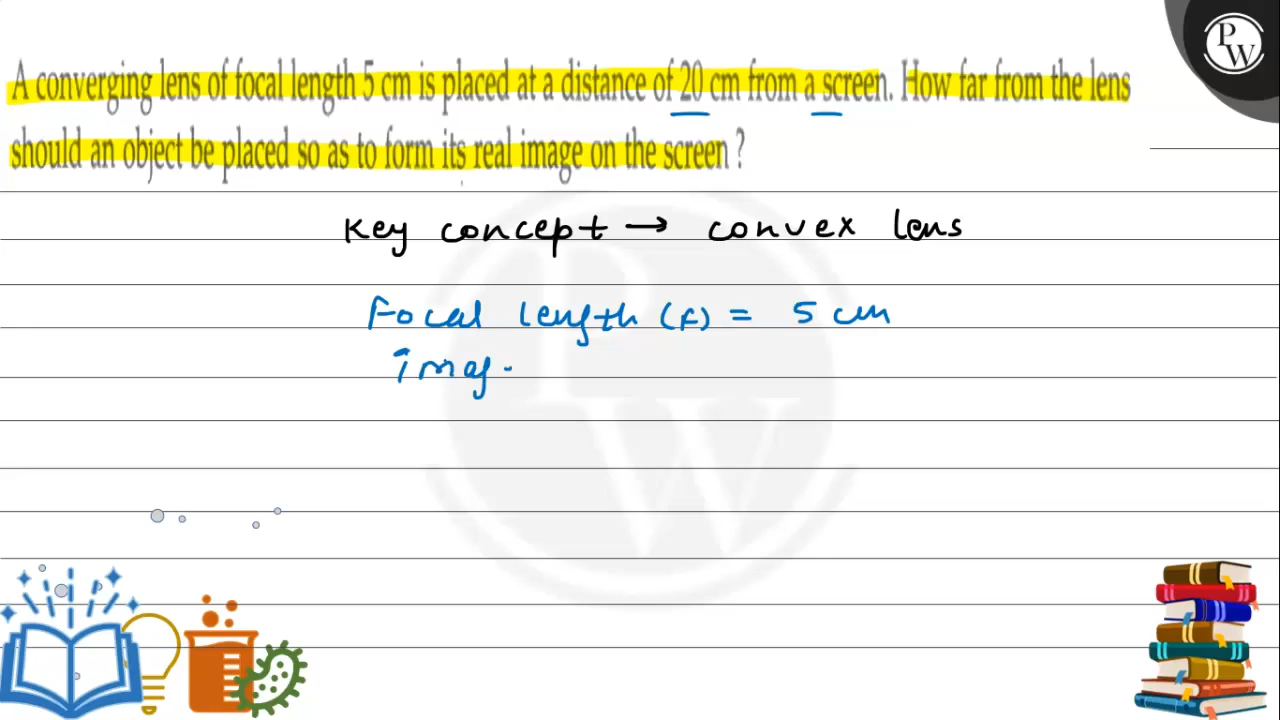 A converging lens of focal length 5 cm is placed at a distance of 20 cm from a screen. How far from the lens
should an object be placed so as to form its real image on the screen ?
Key concept → convex lens
Focal length (f) = 5 cm
imag
P
W
P
W